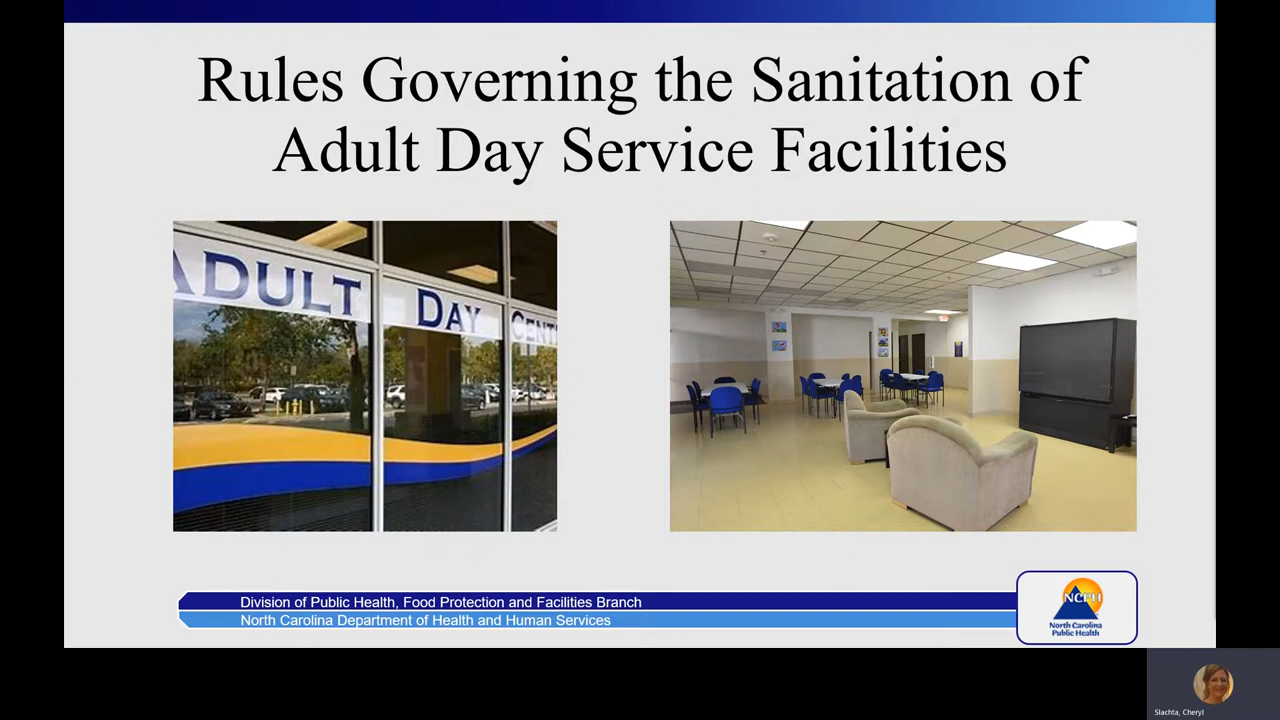 Rules Governing the Sanitation of
Adult Day Service Facilities
ADULT DAY CENT
Division of Public Health, Food Protection and Facilities Branch
North Carolina Department of Health and Human Services
NCPH
North Carolina
Public Health
Slachta, Cheryl